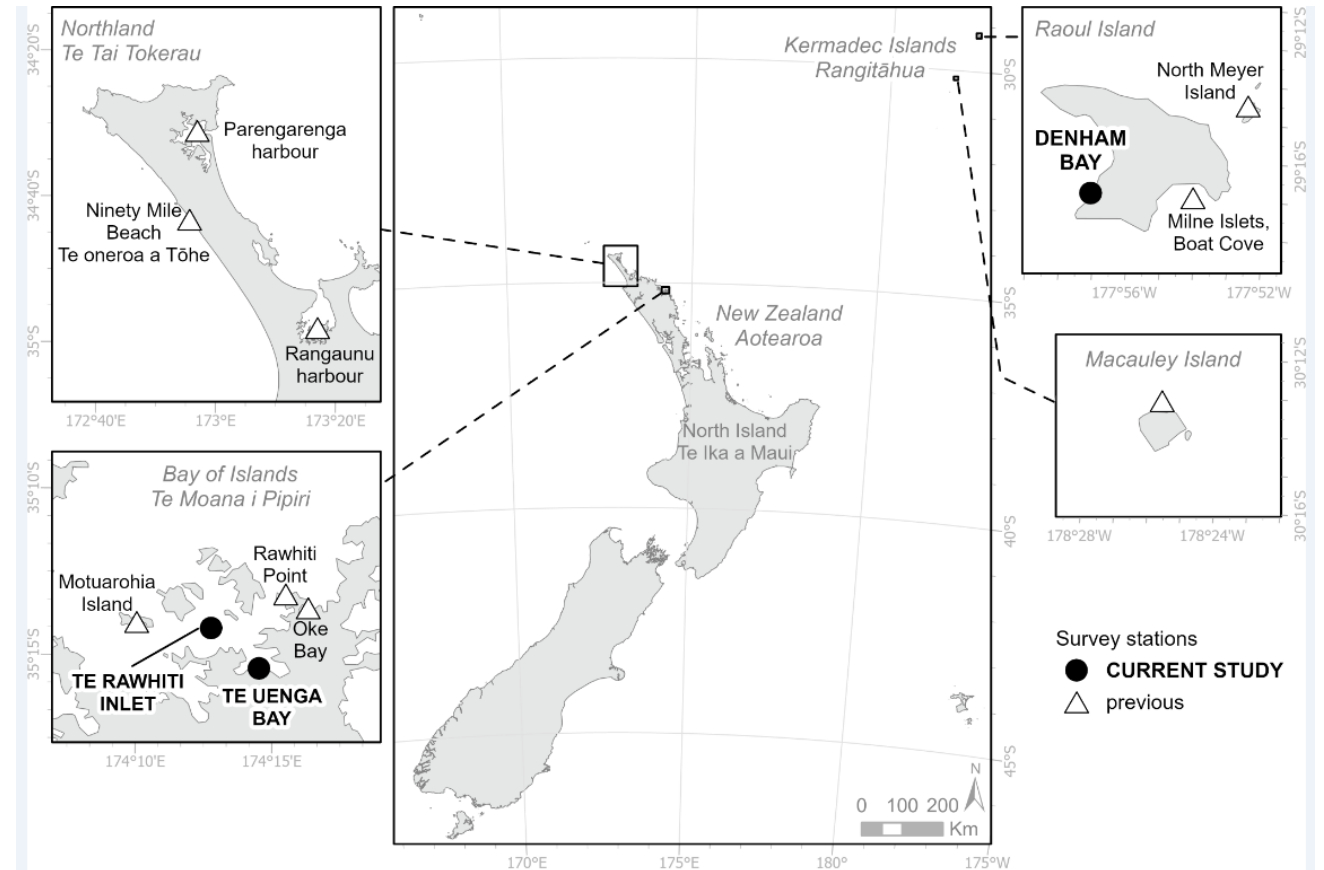 Northland
Te Tai Tokerau
34°20'S
34°40'S
35°S
Parengarenga
harbour
Ninety Mile
Beach
Te oneroa a Tōhe
Rangaunu
harbour
172°40'E
173°E
173°20'E
Bay of Islands
Te Moana i Pipiri
35°10'S
35°15'S
Rawhiti
Point
Motuarohia
Island
Oke
Bay
TE RAWHITI
INLET
TE UENGA
BAY
174°10'E
174°15'E
Kermadec Islands
Rangitāhua
New Zealand
Aotearoa
North Island
Te Ika a Maui
30°S
35°S
40°S
45°S
N
0 100 200
Km
170°E
175°E
180°
175°W
Raoul Island
North Meyer
Island
DENHAM
BAY
Milne Islets,
Boat Cove
29°12'S
29°16'S
177°56'W
177°52'W
Macauley Island
30°12'S
30°16'S
178°28'W
178°24'W
Survey stations
CURRENT STUDY
previous